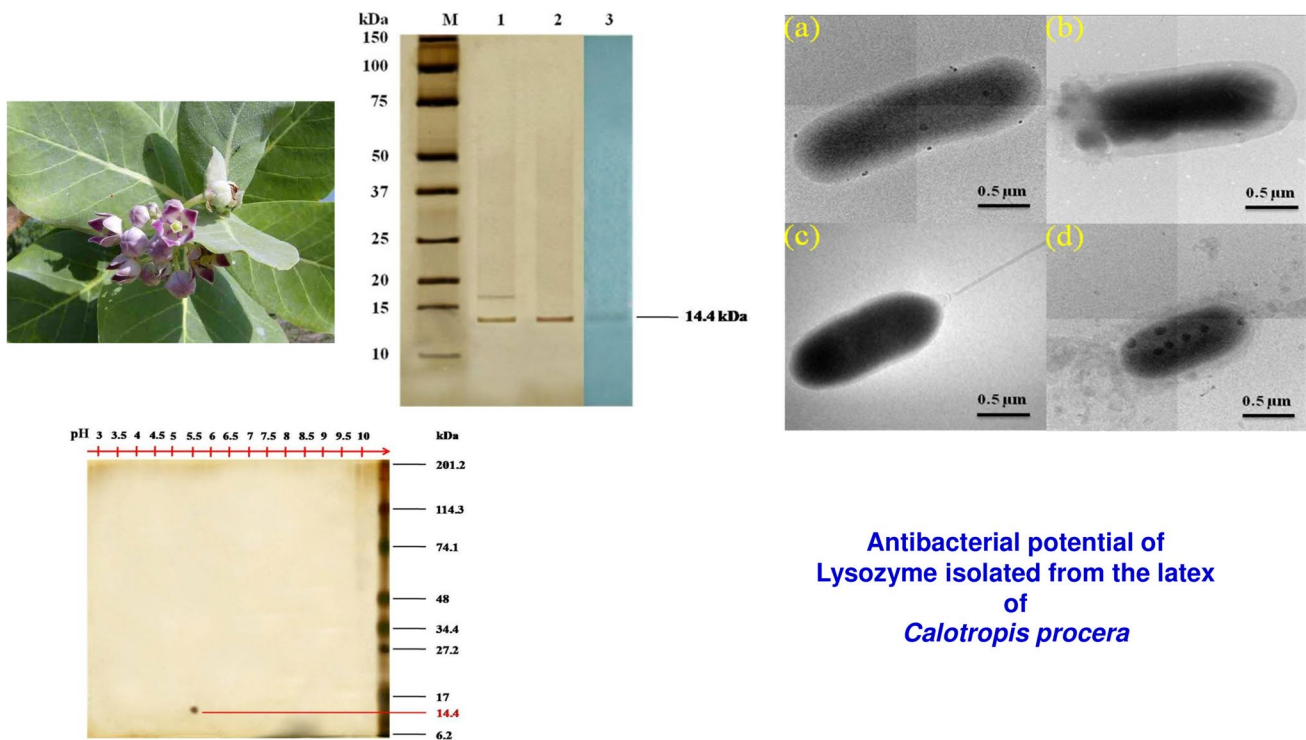 kDa M 1 2 3
150
100
75
50
37
25
20
15
10
14.4 kDa
(a)
0.5 µm
(b)
0.5 µm
(c)
0.5 µm
(d)
0.5 µm
pH 3 3.5 4 4.5 5 5.5 6 6.5 7 7.5 8 8.5 9 9.5 10
kDa
201.2
114.3
74.1
48
34.4
27.2
17
14.4
6.2
Antibacterial potential of
Lysozyme isolated from the latex
of
Calotropis procera